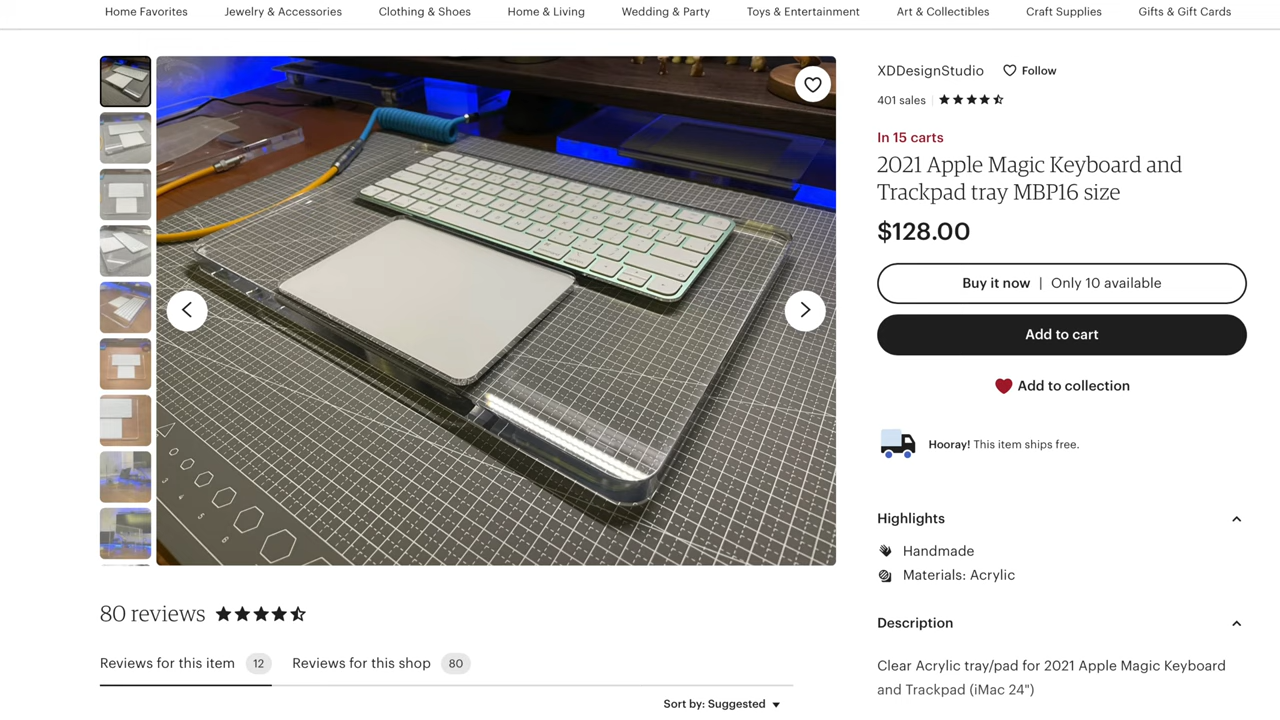 Home Favorites
Jewelry & Accessories
Clothing & Shoes
Home & Living
Wedding & Party
Toys & Entertainment
Art & Collectibles
Craft Supplies
Gifts & Gift Cards
3
4
5
6
XDDesignStudio
Follow
401 sales
In 15 carts
2021 Apple Magic Keyboard and
Trackpad tray MBP16 size
$128.00
Buy it now | Only 10 available
Add to cart
Add to collection
Hooray! This item ships free.
Highlights
Handmade
Materials: Acrylic
Description
Clear Acrylic tray/pad for 2021 Apple Magic Keyboard
and Trackpad (iMac 24")
80 reviews
Reviews for this item 12
Reviews for this shop 80
Sort by: Suggested